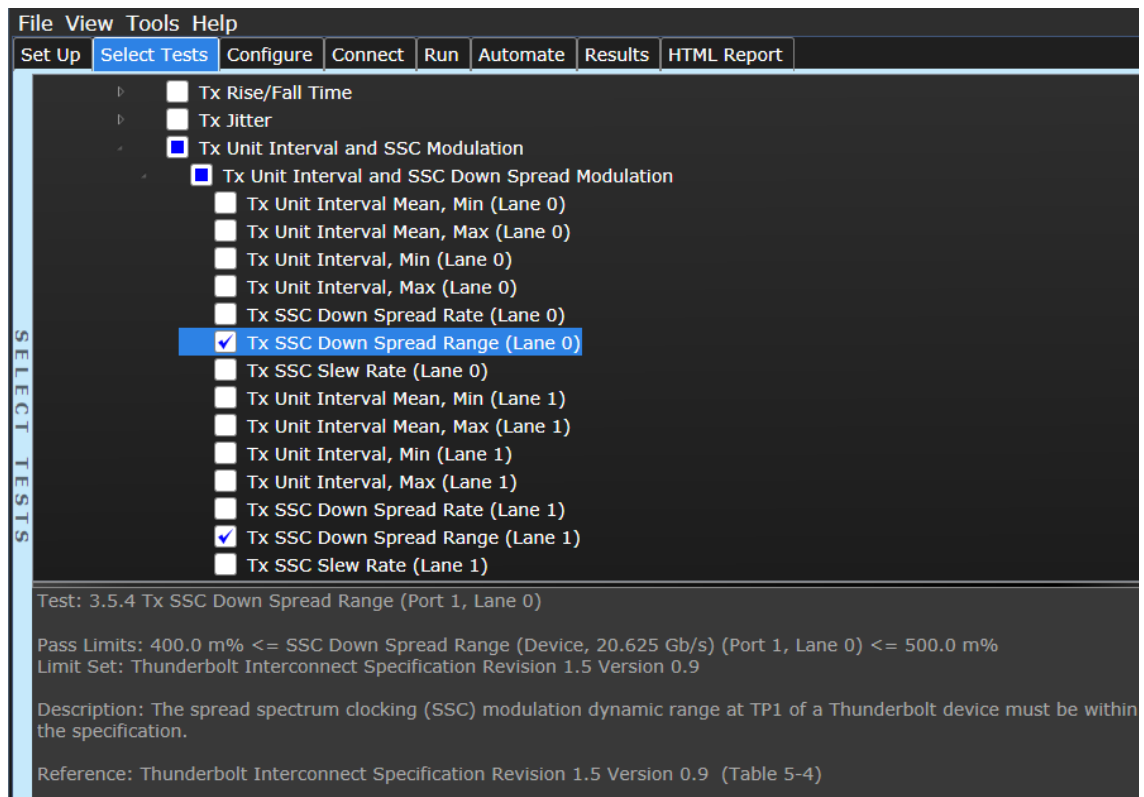 File View Tools Help
Set Up Select Tests Configure Connect Run Automate Results HTML Report
Tx Rise/Fall Time
Tx Jitter
Tx Unit Interval and SSC Modulation
Tx Unit Interval and SSC Down Spread Modulation
Tx Unit Interval Mean, Min (Lane 0)
Tx Unit Interval Mean, Max (Lane 0)
Tx Unit Interval, Min (Lane 0)
Tx Unit Interval, Max (Lane 0)
Tx SSC Down Spread Rate (Lane 0)
Tx SSC Down Spread Range (Lane 0)
Tx SSC Slew Rate (Lane 0)
Tx Unit Interval Mean, Min (Lane 1)
Tx Unit Interval Mean, Max (Lane 1)
Tx Unit Interval, Min (Lane 1)
Tx Unit Interval, Max (Lane 1)
Tx SSC Down Spread Rate (Lane 1)
Tx SSC Down Spread Range (Lane 1)
Tx SSC Slew Rate (Lane 1)
SELECT TESTS
Test: 3.5.4 Tx SSC Down Spread Range (Port 1, Lane 0)
Pass Limits: 400.0 m% <= SSC Down Spread Range (Device, 20.625 Gb/s) (Port 1, Lane 0) <= 500.0 m%
Limit Set: Thunderbolt Interconnect Specification Revision 1.5 Version 0.9
Description: The spread spectrum clocking (SSC) modulation dynamic range at TP1 of a Thunderbolt device must be within
the specification.
Reference: Thunderbolt Interconnect Specification Revision 1.5 Version 0.9 (Table 5-4)